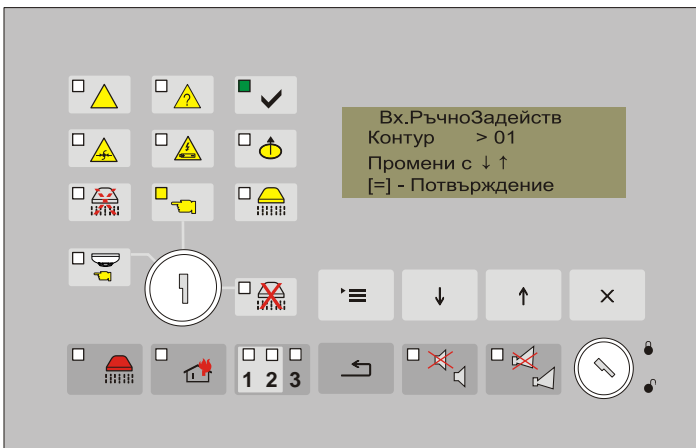 Вх.РъчноЗадейств
Контур > 01
Промени с ↓ ↑
[=] - Потвърждение
?
1 2 3